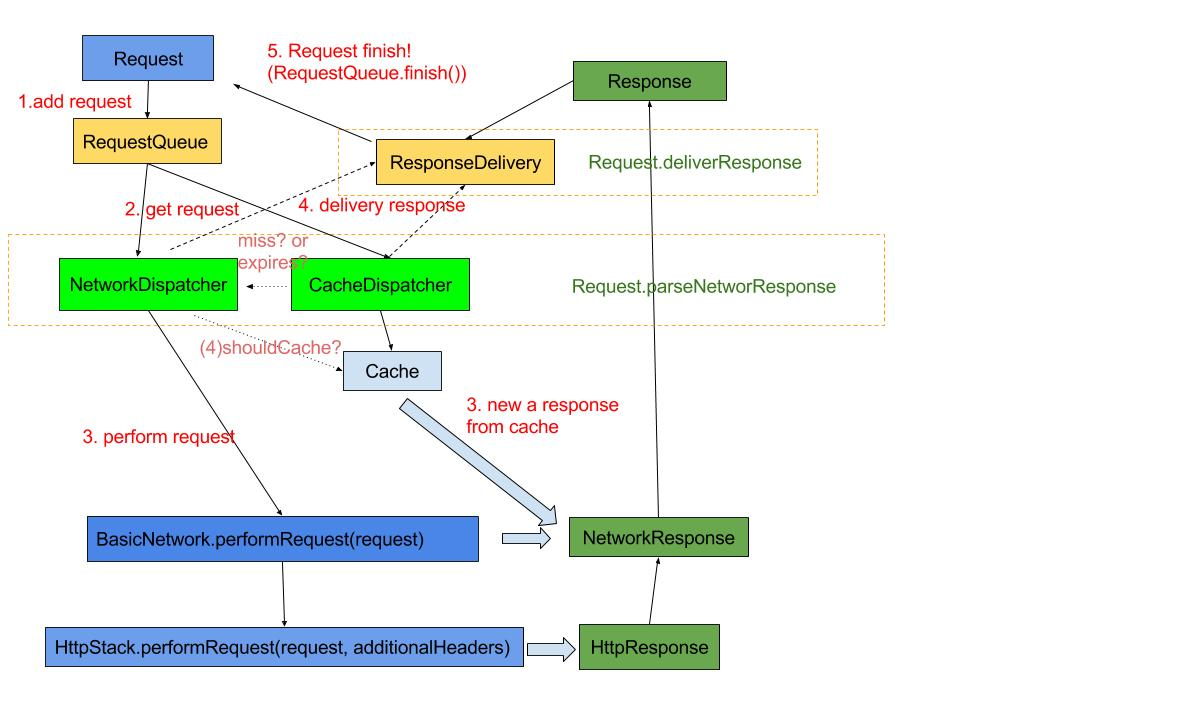 5. Request finish!
(RequestQueue.finish())
Request
Response
1.add request
RequestQueue
ResponseDelivery
Request.deliverResponse
2. get request
4. delivery response
miss? or
expires?
NetworkDispatcher
CacheDispatcher
Request.parseNetworResponse
(4)shouldCache?
Cache
3. new a response
from cache
3. perform request
BasicNetwork.performRequest(request)
NetworkResponse
HttpStack.performRequest(request, additionalHeaders)
HttpResponse